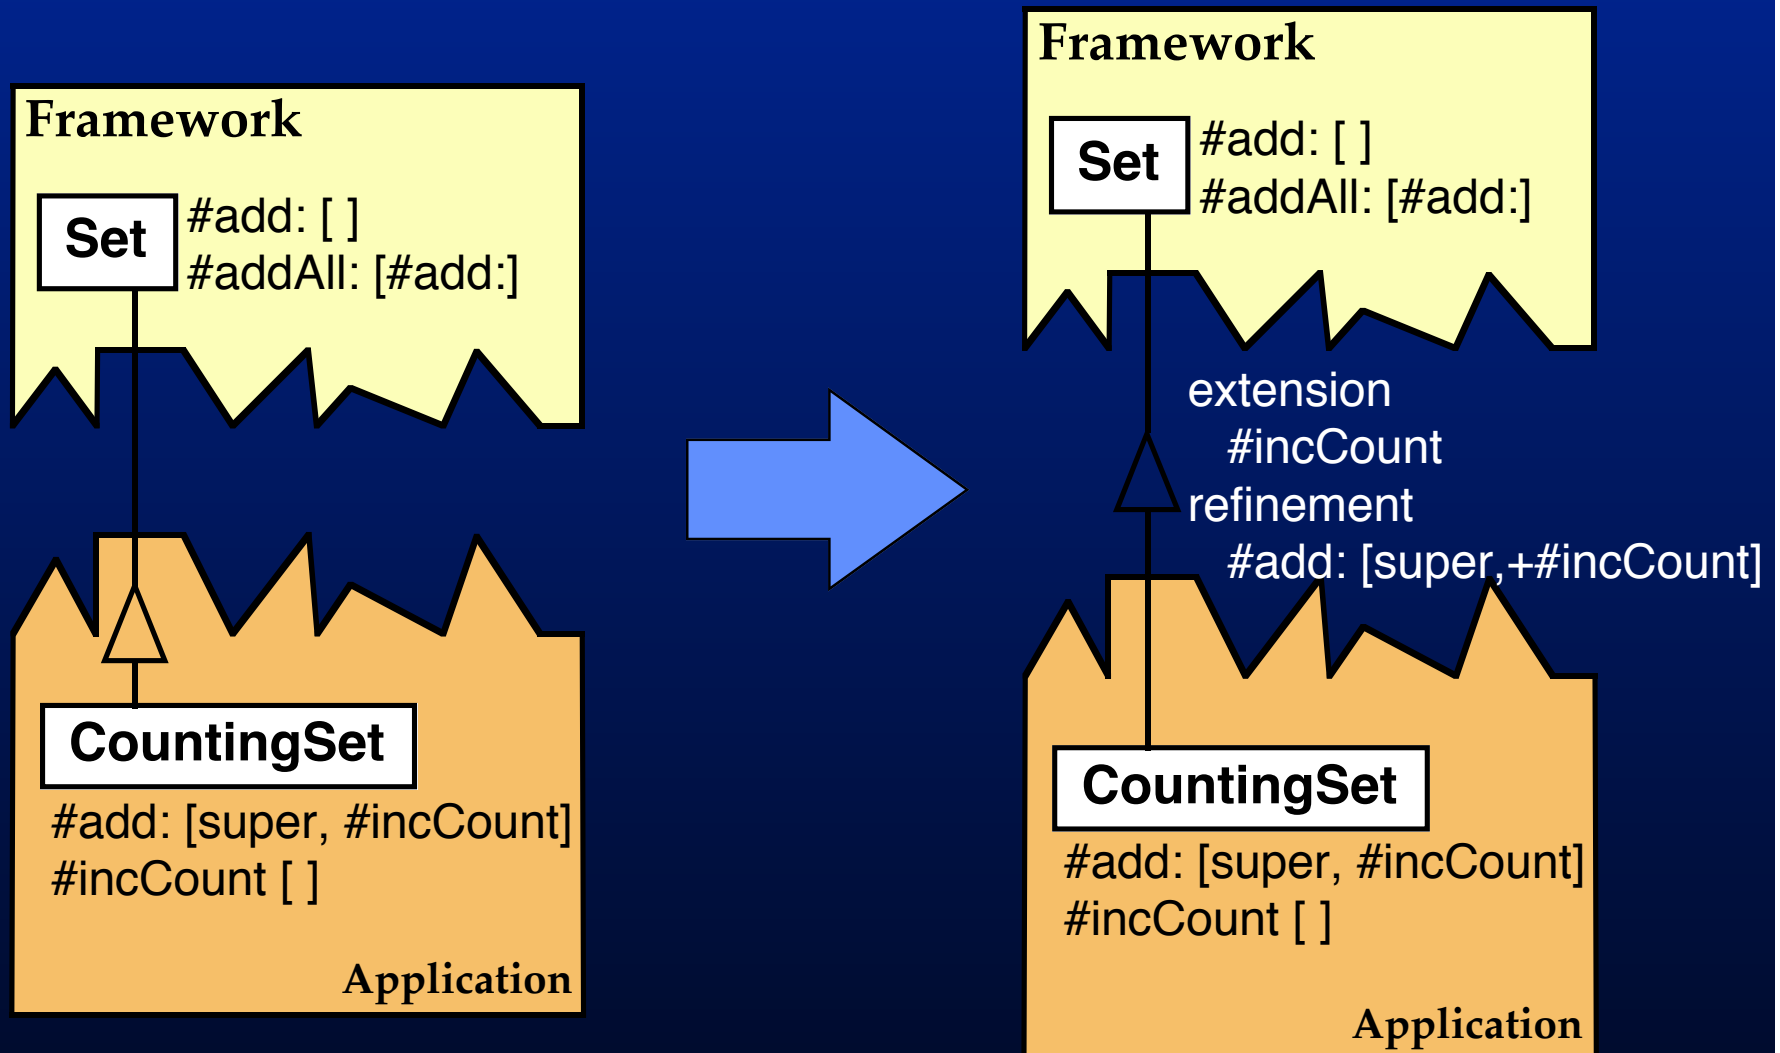 Framework
Set
#add: [ ]
#addAll: [#add:]
CountingSet
#add: [super, #incCount]
#incCount [ ]
Application
Framework
Set
#add: [ ]
#addAll: [#add:]
extension
#incCount
refinement
#add: [super,+#incCount]
CountingSet
#add: [super, #incCount]
#incCount [ ]
Application